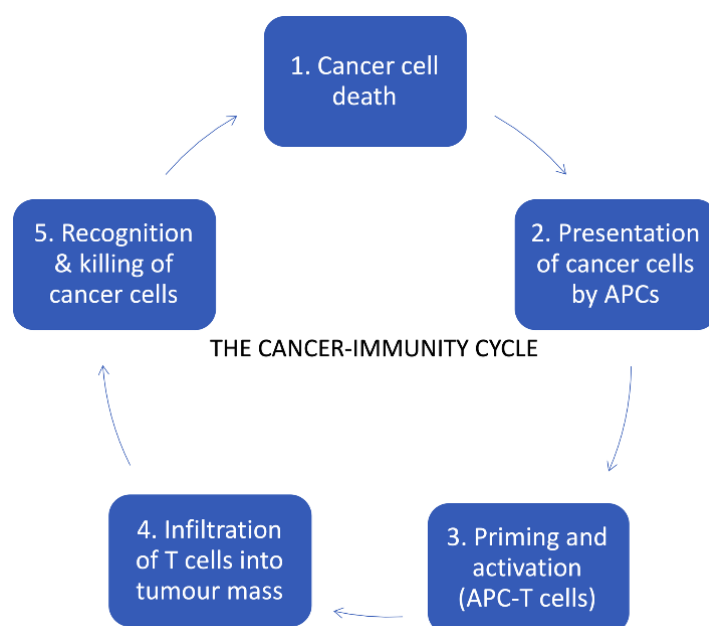 1. Cancer cell
death
2. Presentation
of cancer cells
by APCs
3. Priming and
activation
(APC-T cells)
4. Infiltration
of T cells into
tumour mass
5. Recognition
& killing of
cancer cells
THE CANCER-IMMUNITY CYCLE